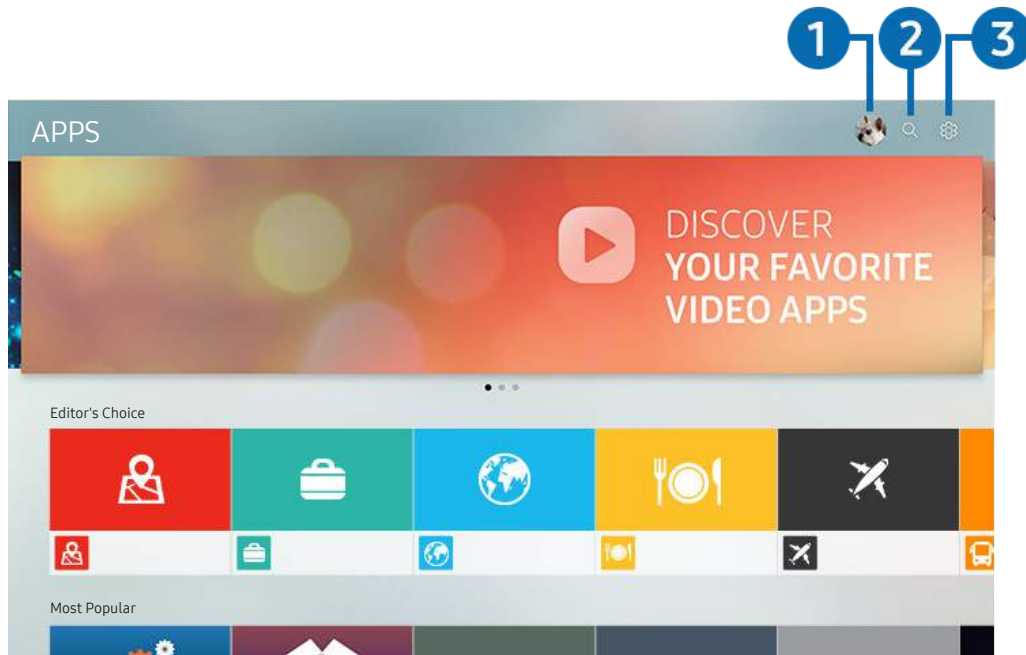 1 2 3
APPS
DISCOVER
YOUR FAVORITE
VIDEO APPS
Editor's Choice
Most Popular